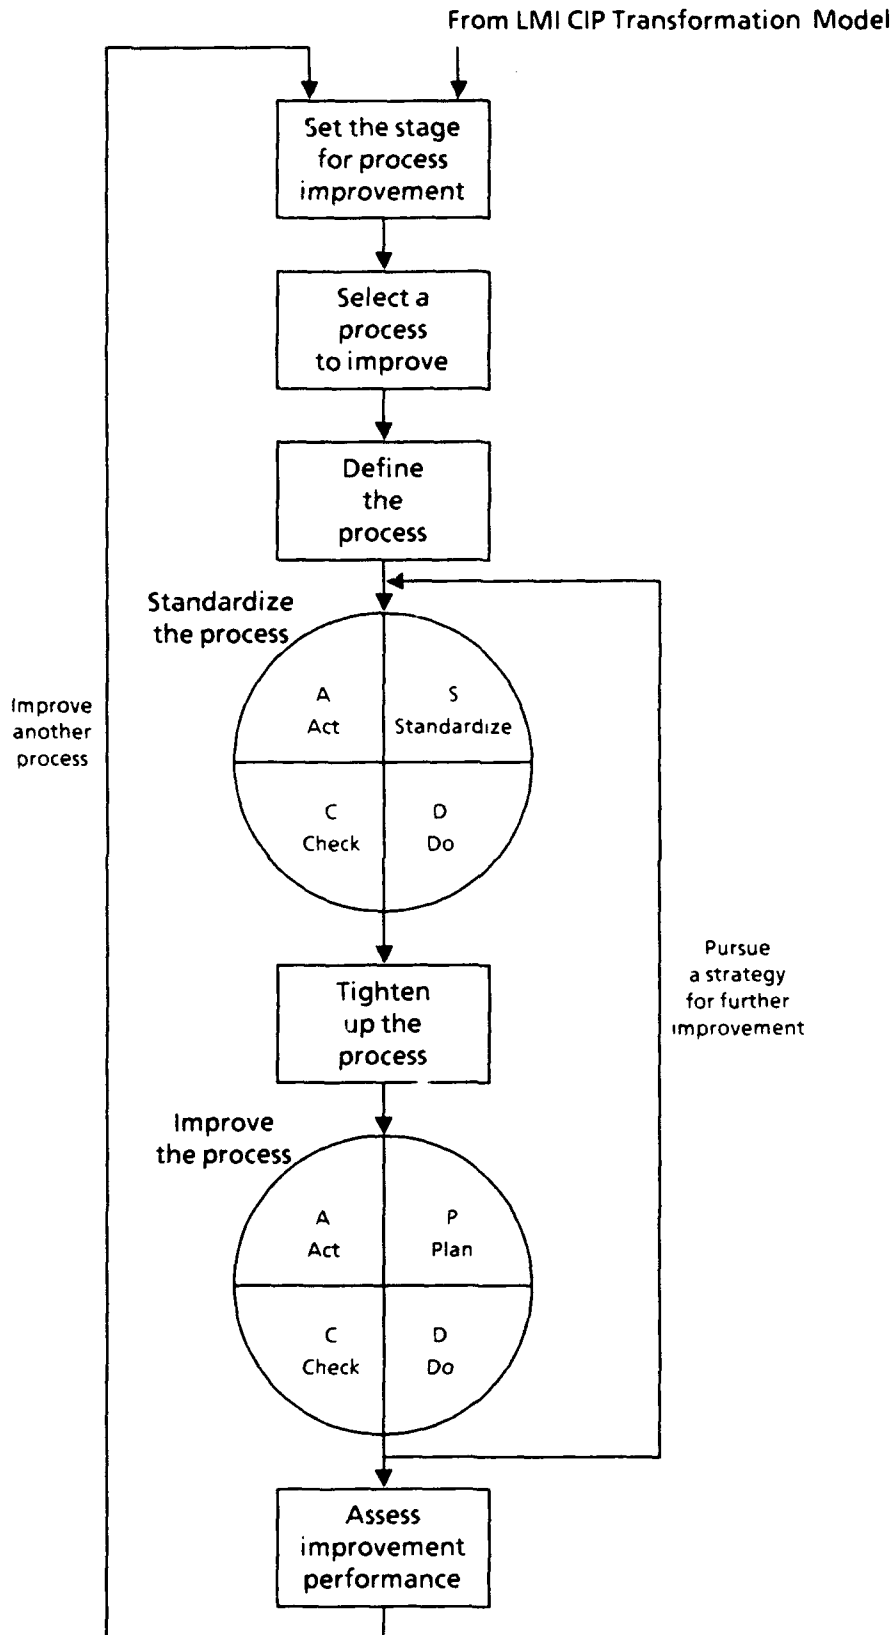 From LMI CIP Transformation Model
Set the stage
for process
improvement
Select a
process
to improve
Define
the
process
Standardize
the process
A
Act
S
Standardize
C
Check
D
Do
Improve
another
process
Tighten
up the
process
Pursue
a strategy
for further
improvement
Improve
the process
A
Act
P
Plan
C
Check
D
Do
Assess
improvement
performance